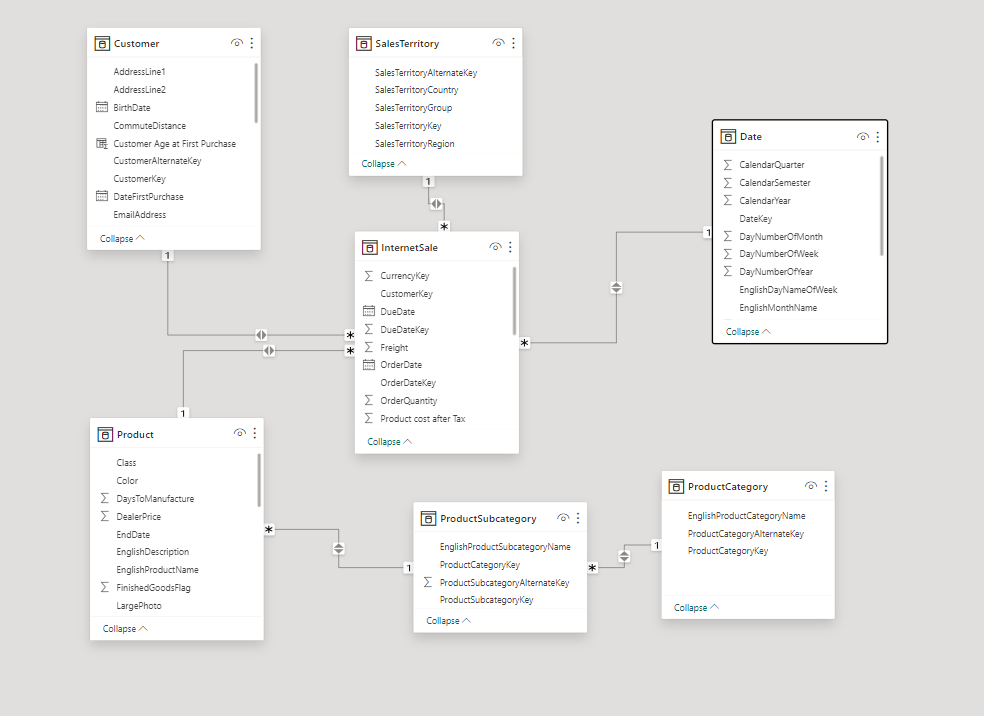 Customer
AddressLine1
AddressLine2
BirthDate
CommuteDistance
Customer Age at First Purchase
CustomerAlternateKey
CustomerKey
DateFirstPurchase
EmailAddress
Collapse
1
SalesTerritory
SalesTerritoryAlternateKey
SalesTerritoryCountry
SalesTerritoryGroup
SalesTerritoryKey
SalesTerritoryRegion
Collapse
1
*
Date
CalendarQuarter
CalendarSemester
CalendarYear
DateKey
DayNumberOfMonth
DayNumberOfWeek
DayNumberOfYear
EnglishDayNameOfWeek
EnglishMonthName
Collapse
1
InternetSale
CurrencyKey
CustomerKey
DueDate
DueDateKey
Freight
OrderDate
OrderDateKey
OrderQuantity
Product cost after Tax
Collapse
*
*
*
1
Product
Class
Color
DaysToManufacture
DealerPrice
EndDate
EnglishDescription
EnglishProductName
FinishedGoodsFlag
LargePhoto
Collapse
*
1
ProductSubcategory
EnglishProductSubcategoryName
ProductCategoryKey
ProductSubcategoryAlternateKey
ProductSubcategoryKey
Collapse
*
1
ProductCategory
EnglishProductCategoryName
ProductCategoryAlternateKey
ProductCategoryKey
Collapse